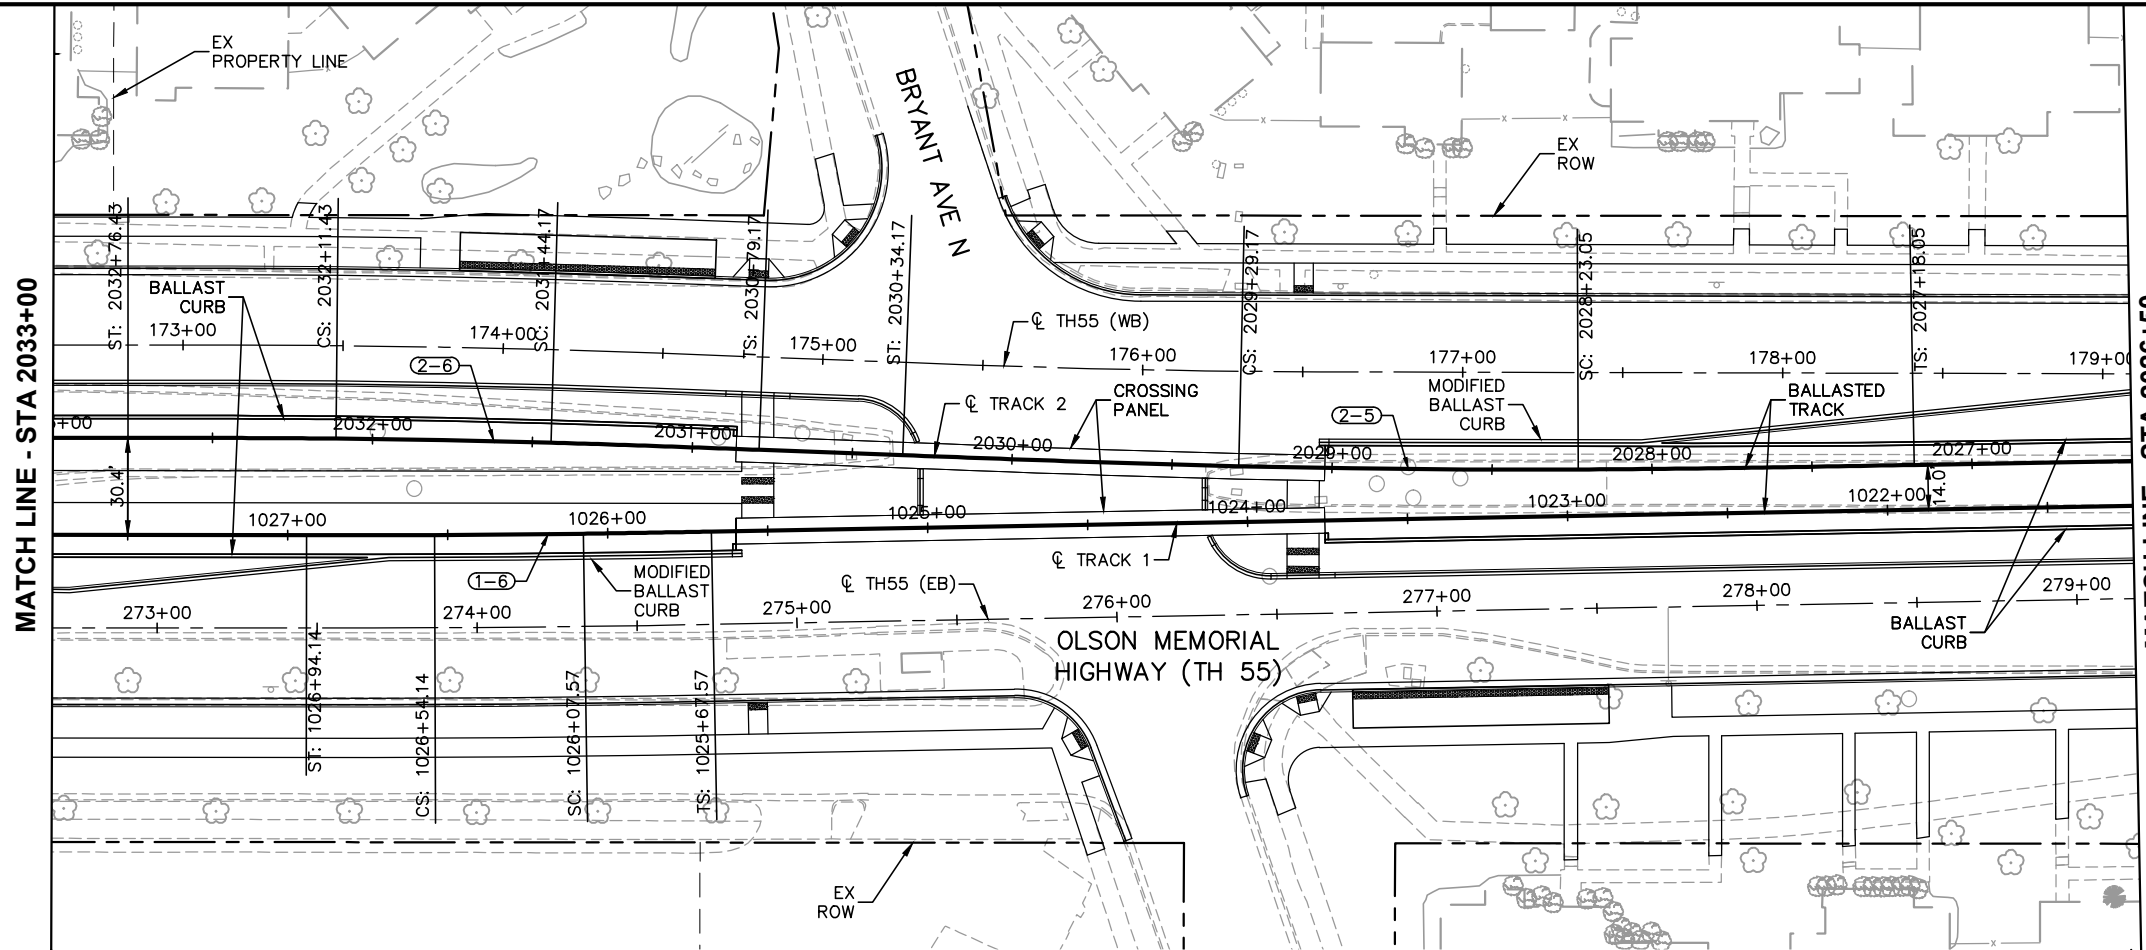 EX
PROPERTY LINE
BRYANT AVE N
EX
ROW
ST: 2032+76.43
CS: 2032+11.43
SC: 2031+44.17
TS: 2030+79.17
ST: 2030+34.17
CS: 2029+29.17
SC: 2028+23.05
TS: 2027+18.05
BALLAST
CURB
173+00
174+00
175+00
176+00
177+00
178+00
179+00
℄ TH55 (WB)
2-6
℄ TRACK 2
CROSSING
PANEL
2-5
MODIFIED
BALLAST
CURB
BALLASTED
TRACK
2032+00
2031+00
2030+00
2029+00
2028+00
2027+00
MATCH LINE - STA 2033+00
30.4'
14.0'
1027+00
1026+00
1025+00
1024+00
1023+00
1022+00
1-6
MODIFIED
BALLAST
CURB
℄ TRACK 1
℄ TH55 (EB)
273+00
274+00
275+00
276+00
277+00
278+00
279+00
OLSON MEMORIAL
HIGHWAY (TH 55)
BALLAST
CURB
ST: 1026+94.14
CS: 1026+54.14
SC: 1026+07.57
TS: 1025+67.57
EX
ROW